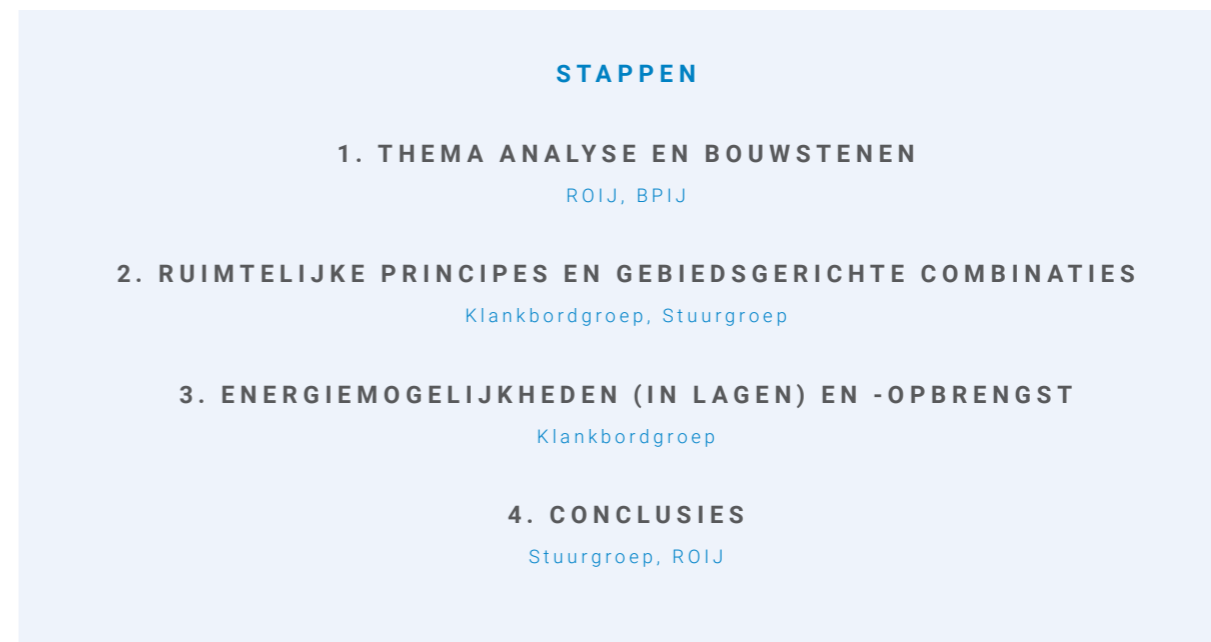 STAPPEN
1. THEMA ANALYSE EN BOUWSTENEN
ROIJ, BPIJ
2. RUIMTELIJKE PRINCIPES EN GEBIEDSGERICHTE COMBINATIES
Klankbordgroep, Stuurgroep
3. ENERGIEMOGELIJKHEDEN (IN LAGEN) EN -OPBRENGST
Klankbordgroep
4. CONCLUSIES
Stuurgroep, ROIJ